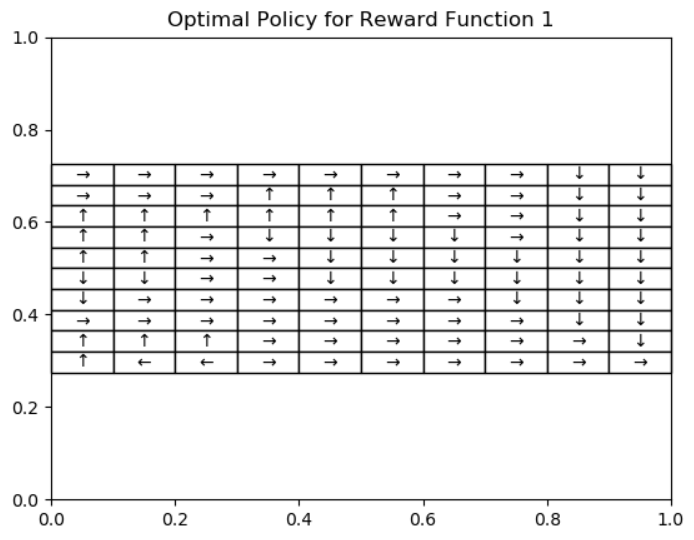 Optimal Policy for Reward Function 1
1.0
0.8
→ → → → → → → → ↓ ↓
→ → → ↑ ↑ ↑ → → ↓ ↓
0.6 ↑ ↑ ↑ ↑ ↑ ↑ → → ↓ ↓
↑ ↑ → ↓ ↓ ↓ ↓ → ↓ ↓
↑ ↑ → → ↓ ↓ ↓ ↓ ↓ ↓
↓ ↓ → → ↓ ↓ ↓ ↓ ↓ ↓
0.4 ↓ → → → → → → ↓ ↓ ↓
→ → → → → → → → ↓ ↓
↑ ↑ ↑ → → → → → → ↓
↑ ← ← → → → → → → →
0.2
0.0
0.0 0.2 0.4 0.6 0.8 1.0